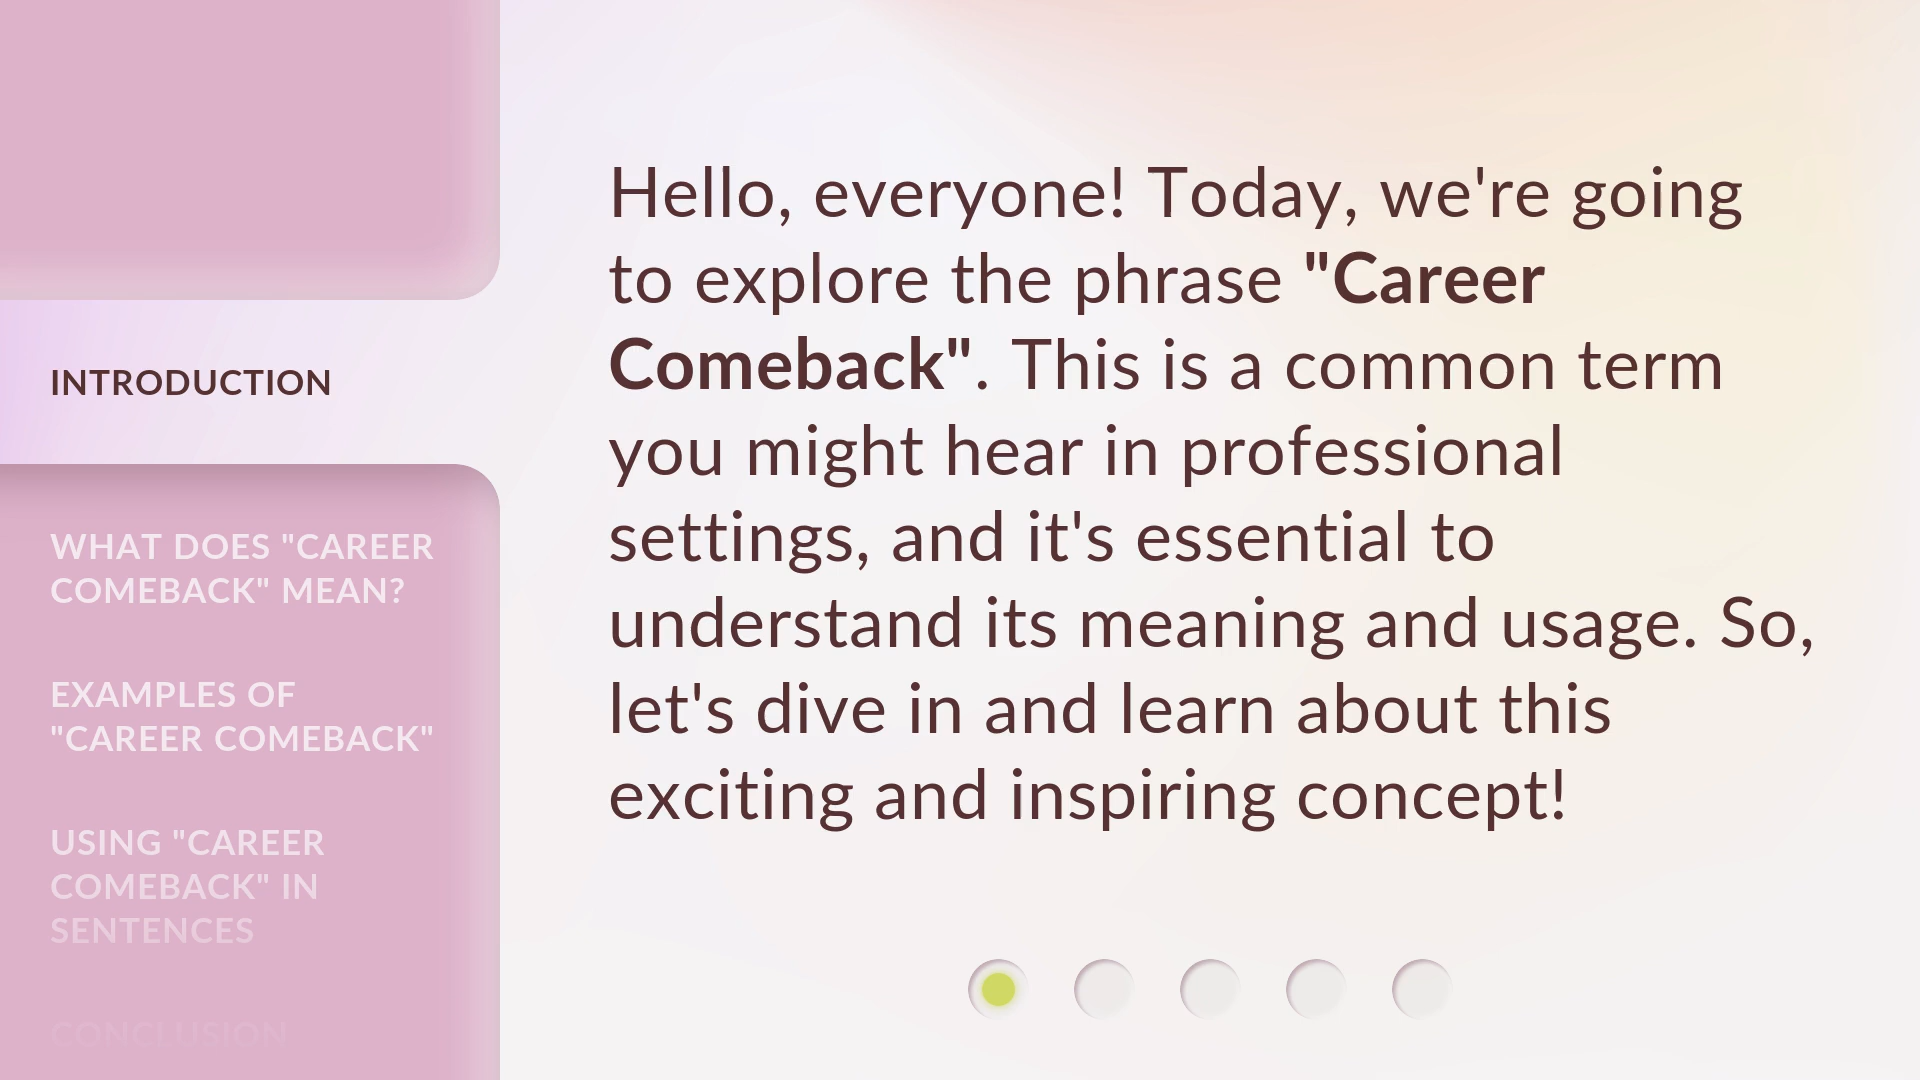 INTRODUCTION
WHAT DOES "CAREER
COMEBACK" MEAN?
EXAMPLES OF
"CAREER COMEBACK"
USING "CAREER
COMEBACK" IN
SENTENCES
CONCLUSION
Hello, everyone! Today, we're going
to explore the phrase "Career
Comeback". This is a common term
you might hear in professional
settings, and it's essential to
understand its meaning and usage. So,
let's dive in and learn about this
exciting and inspiring concept!